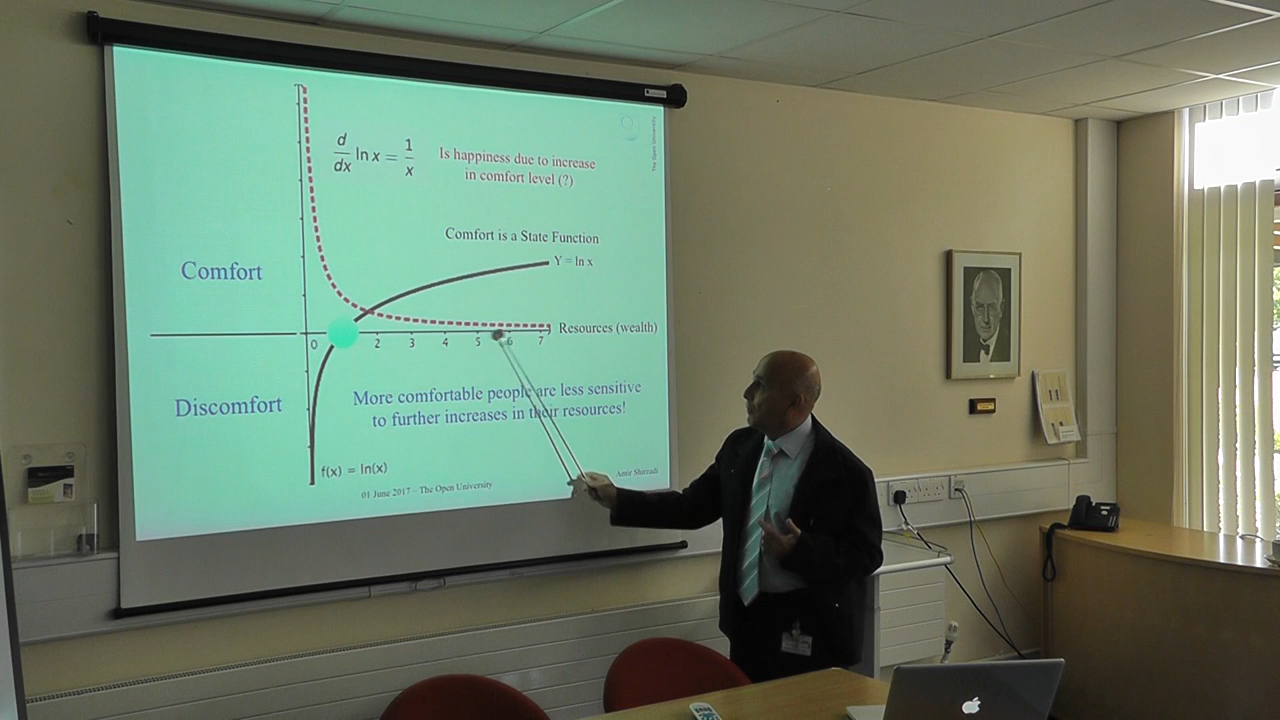 d/dx ln x = 1/x
Is happiness due to increase
in comfort level (?)
The Open University
Comfort is a State Function
Y = ln x
Comfort
Resources (wealth)
0 2 3 4 5 6 7
Discomfort
More comfortable people are less sensitive
to further increases in their resources!
f(x) = ln(x)
01 June 2017 – The Open University
Amir Shirradi